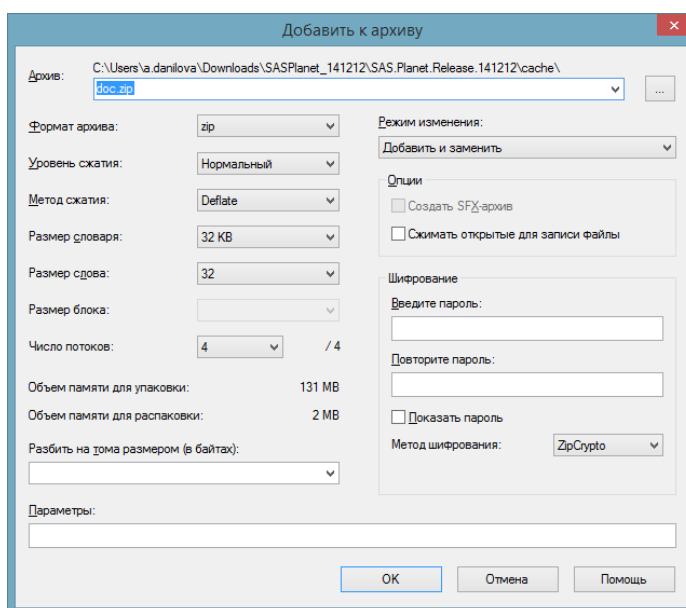 Добавить к архиву
Архив:
C:\Users\a.danilova\Downloads\SASPlanet_141212\SAS.Planet.Release.141212\cache\
doc.zip
...
Формат архива:
zip
Уровень сжатия:
Нормальный
Метод сжатия:
Deflate
Размер словаря:
32 KB
Размер слова:
32
Размер блока:
Число потоков:
4
/ 4
Объем памяти для упаковки:
131 MB
Объем памяти для распаковки:
2 MB
Разбить на тома размером (в байтах):
Режим изменения:
Добавить и заменить
Опции
Создать SFX-архив
Сжимать открытые для записи файлы
Шифрование
Введите пароль:
Повторите пароль:
Показать пароль
Метод шифрования:
ZipCrypto
Параметры:
OK
Отмена
Помощь